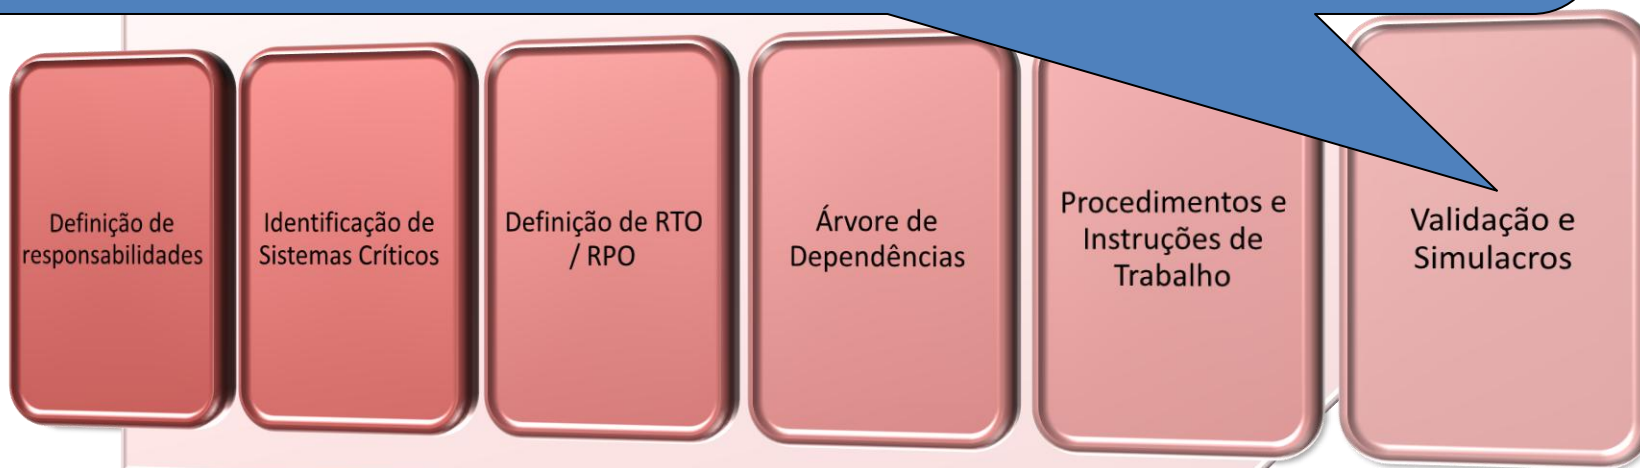 Definição de
responsabilidades
Identificação de
Sistemas Críticos
Definição de RTO
/ RPO
Árvore de
Dependências
Procedimentos e
Instruções de
Trabalho
Validação e
Simulacros